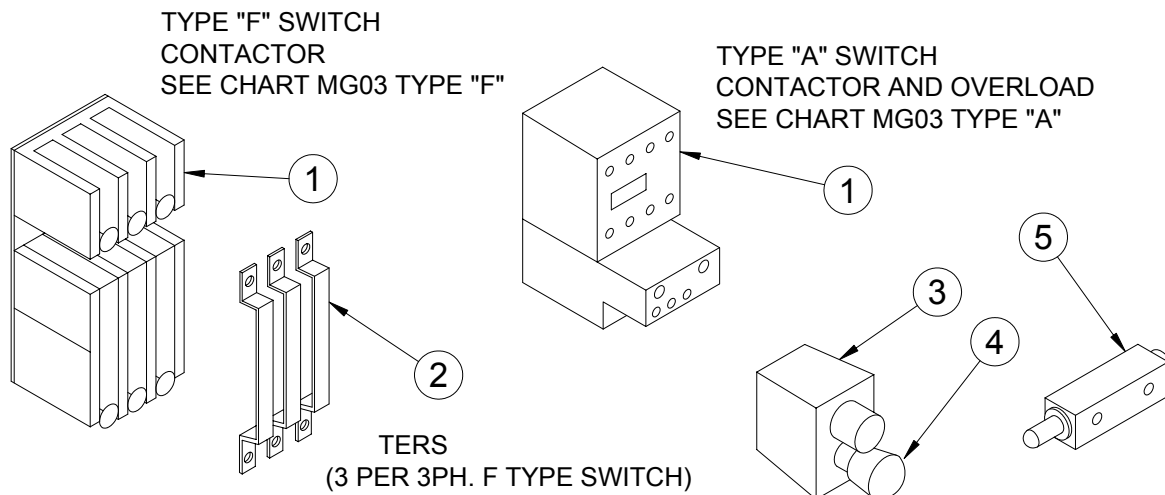 TYPE "F" SWITCH
CONTACTOR
SEE CHART MG03 TYPE "F"
TYPE "A" SWITCH
CONTACTOR AND OVERLOAD
SEE CHART MG03 TYPE "A"
1
1
5
3
4
2
TERS
(3 PER 3PH. F TYPE SWITCH)